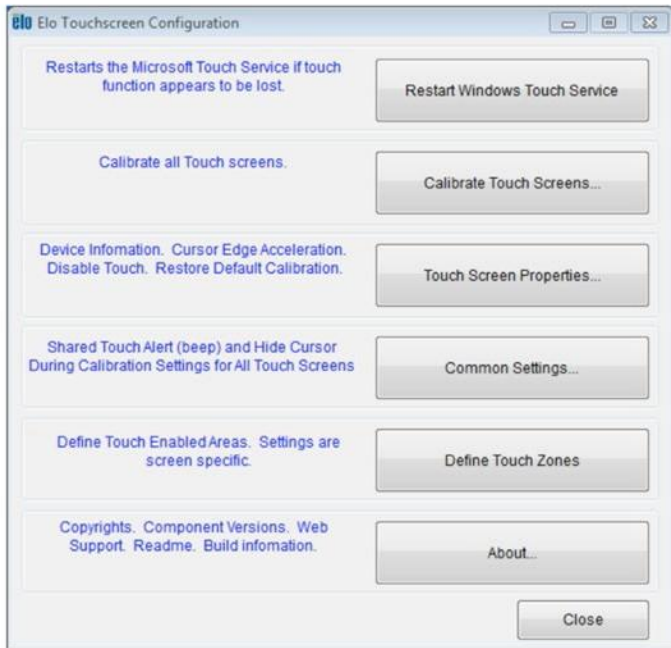 elo Elo Touchscreen Configuration
Restarts the Microsoft Touch Service if touch
function appears to be lost.
Restart Windows Touch Service
Calibrate all Touch screens.
Calibrate Touch Screens...
Device Infomation. Cursor Edge Acceleration.
Disable Touch. Restore Default Calibration.
Touch Screen Properties...
Shared Touch Alert (beep) and Hide Cursor
During Calibration Settings for All Touch Screens
Common Settings...
Define Touch Enabled Areas. Settings are
screen specific.
Define Touch Zones
Copyrights. Component Versions. Web
Support. Readme. Build infomation.
About...
Close